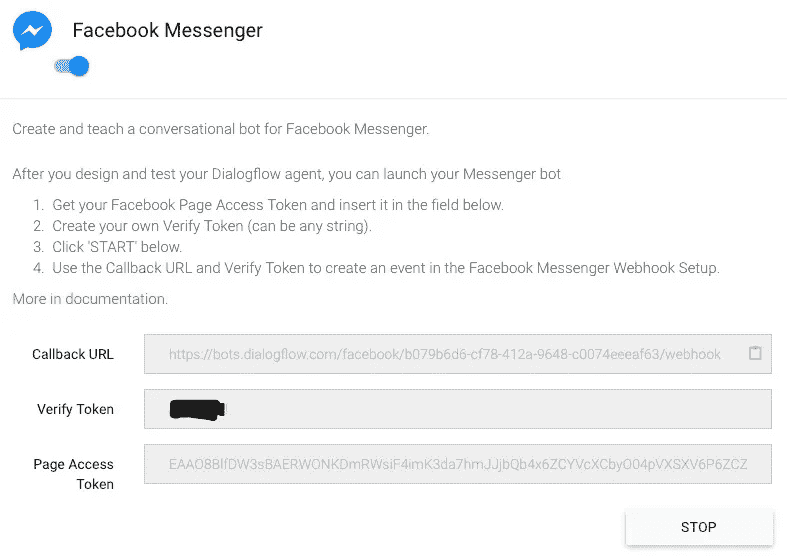 Facebook Messenger
Create and teach a conversational bot for Facebook Messenger.
After you design and test your Dialogflow agent, you can launch your Messenger bot
1. Get your Facebook Page Access Token and insert it in the field below.
2. Create your own Verify Token (can be any string).
3. Click 'START' below.
4. Use the Callback URL and Verify Token to create an event in the Facebook Messenger Webhook Setup.
More in documentation.
Callback URL https://bots.dialogflow.com/facebook/b079b6d6-cf78-412a-9648-c0074eeeaf63/webhook
Verify Token
Page Access
Token
STOP